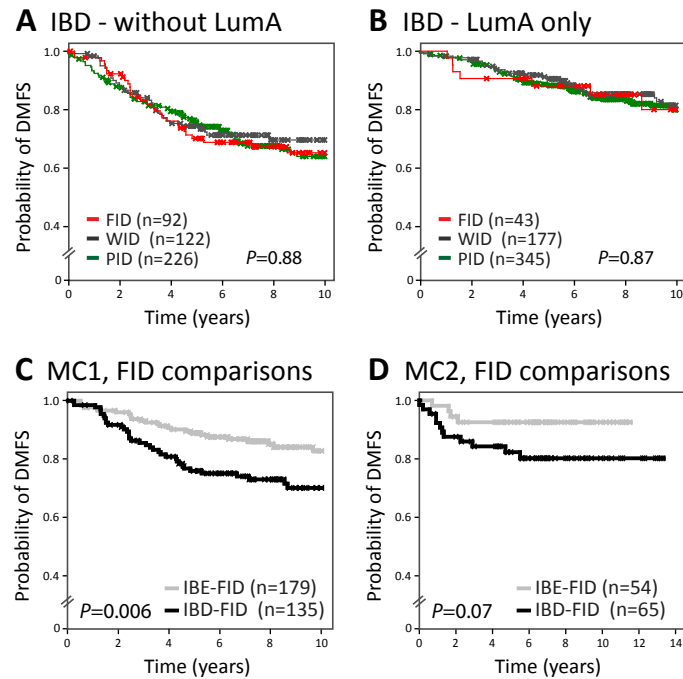 A IBD - without LumA
Probability of DMFS
1.0
0.8
0.6
0.4
0
FID (n=92)
WID (n=122)
PID (n=226)
P=0.88
0 2 4 6 8 10
Time (years)
B IBD - LumA only
Probability of DMFS
1.0
0.8
0.6
0.4
0
FID (n=43)
WID (n=177)
PID (n=345)
P=0.87
0 2 4 6 8 10
Time (years)
C MC1, FID comparisons
Probability of DMFS
1.0
0.8
0.6
0.4
0
IBE-FID (n=179)
IBD-FID (n=135)
P=0.006
0 2 4 6 8 10
Time (years)
D MC2, FID comparisons
Probability of DMFS
1.0
0.8
0.6
0.4
0
IBE-FID (n=54)
IBD-FID (n=65)
P=0.07
0 2 4 6 8 10 12 14
Time (years)